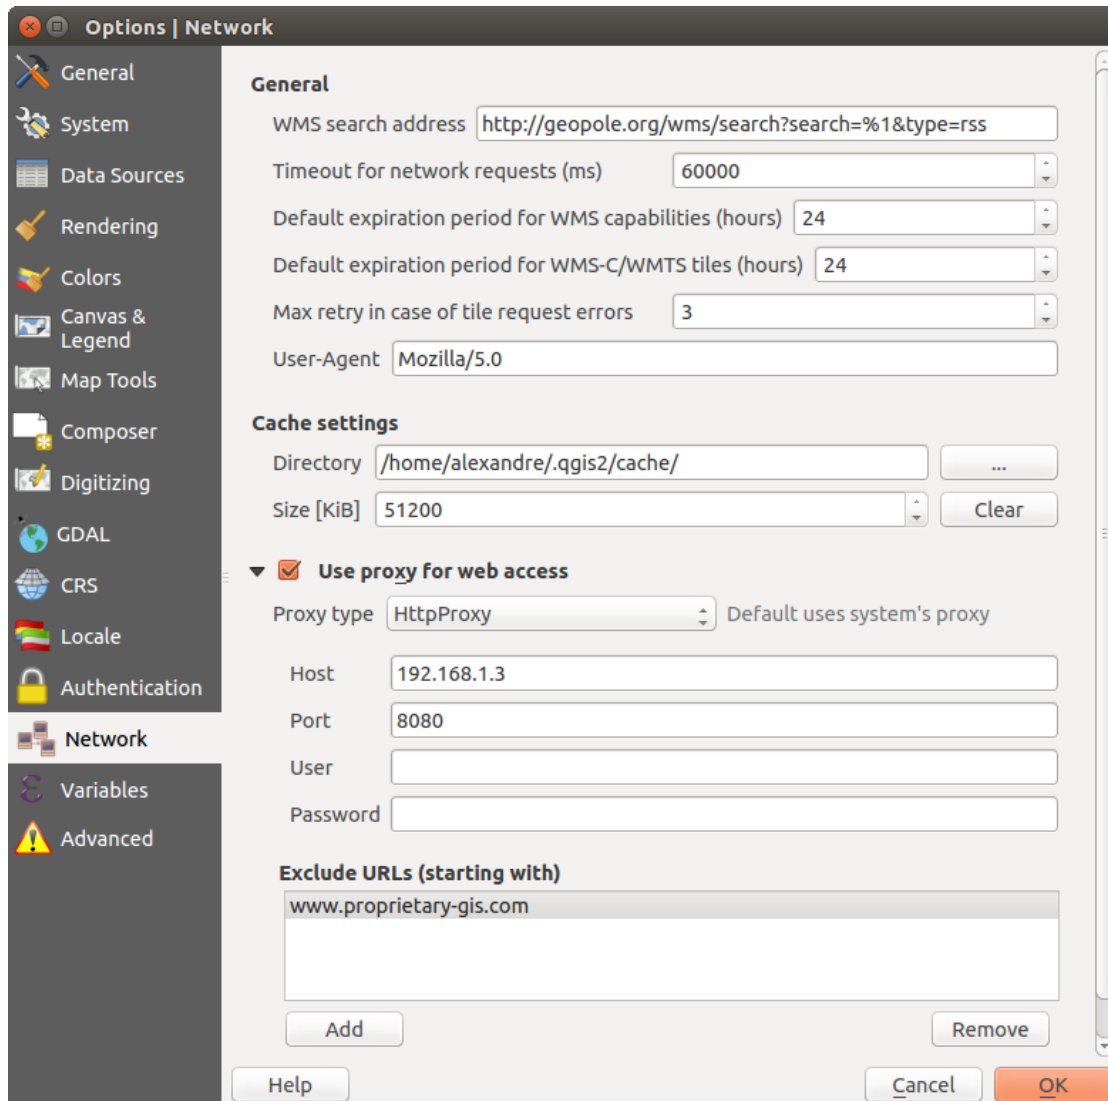 Options | Network
General
System
Data Sources
Rendering
Colors
Canvas &
Legend
Map Tools
Composer
Digitizing
GDAL
CRS
Locale
Authentication
Network
Variables
Advanced
General
WMS search address http://geopole.org/wms/search?search=%1&type=rss
Timeout for network requests (ms) 60000
Default expiration period for WMS capabilities (hours) 24
Default expiration period for WMS-C/WMTS tiles (hours) 24
Max retry in case of tile request errors 3
User-Agent Mozilla/5.0
Cache settings
Directory /home/alexandre/.qgis2/cache/ ...
Size [KiB] 51200 Clear
Use proxy for web access
Proxy type HttpProxy Default uses system's proxy
Host 192.168.1.3
Port 8080
User
Password
Exclude URLs (starting with)
www.proprietary-gis.com
Add Remove
Help Cancel OK